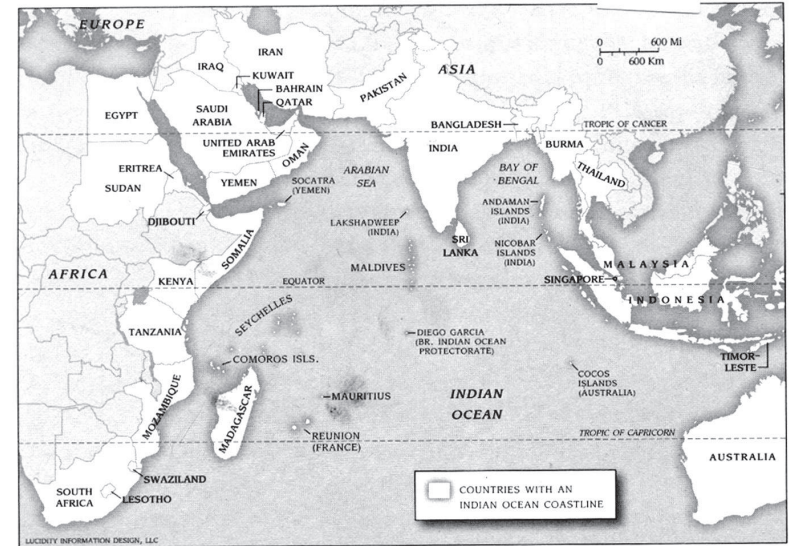 EUROPE
ASIA
AFRICA
0 600 Mi
0 600 Km
IRAN
IRAQ
KUWAIT
BAHRAIN
QATAR
PAKISTAN
EGYPT
SAUDI
ARABIA
UNITED ARAB
EMIRATES
OMAN
BANGLADESH
TROPIC OF CANCER
INDIA
BURMA
THAILAND
ERITREA
SUDAN
YEMEN
SOCATRA
(YEMEN)
ARABIAN
SEA
BAY OF
BENGAL
DJIBOUTI
LAKSHADWEEP
(INDIA)
ANDAMAN
ISLANDS
(INDIA)
SOMALIA
SRI
LANKA
NICOBAR
ISLANDS
(INDIA)
MALDIVES
MALAYSIA
SINGAPORE
KENYA
EQUATOR
INDONESIA
SEYCHELLES
TANZANIA
DIEGO GARCIA
(BR. INDIAN OCEAN
PROTECTORATE)
COMOROS ISLS.
TIMOR-
LESTE
COCOS
ISLANDS
(AUSTRALIA)
MOZAMBIQUE
MADAGASCAR
MAURITIUS
INDIAN
OCEAN
REUNION
(FRANCE)
TROPIC OF CAPRICORN
AUSTRALIA
SWAZILAND
SOUTH
AFRICA
LESOTHO
COUNTRIES WITH AN
INDIAN OCEAN COASTLINE
LUCIDITY INFORMATION DESIGN, LLC